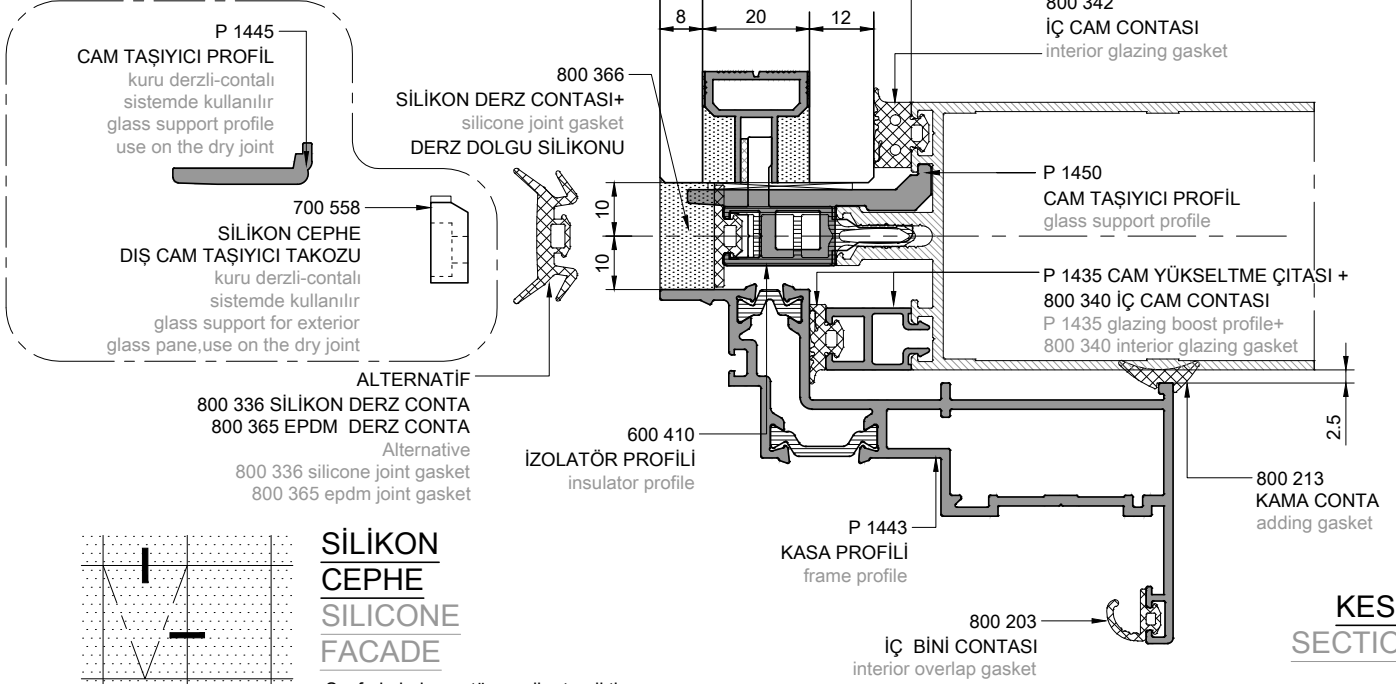 P 1445
CAM TAŞIYICI PROFİL
kuru derzli-contalı
sistemde kullanılır
glass support profile
use on the dry joint
700 558
SİLİKON CEPHE
DIŞ CAM TAŞIYICI TAKOZU
kuru derzli-contalı
sistemde kullanılır
glass support for exterior
glass pane,use on the dry joint
800 366
SİLİKON DERZ CONTASI+
silicone joint gasket
DERZ DOLGU SİLİKONU
ALTERNATİF
800 336 SİLİKON DERZ CONTA
800 365 EPDM DERZ CONTA
Alternative
800 336 silicone joint gasket
800 365 epdm joint gasket
8
20
12
10
10
800 342
İÇ CAM CONTASI
interior glazing gasket
P 1450
CAM TAŞIYICI PROFİL
glass support profile
P 1435 CAM YÜKSELTME ÇITASI +
800 340 İÇ CAM CONTASI
P 1435 glazing boost profile+
800 340 interior glazing gasket
2.5
600 410
İZOLATÖR PROFİLİ
insulator profile
800 213
KAMA CONTA
adding gasket
P 1443
KASA PROFİLİ
frame profile
800 203
İÇ BİNİ CONTASI
interior overlap gasket
SİLİKON
CEPHE
SILICONE
FACADE
KES
SECTIO